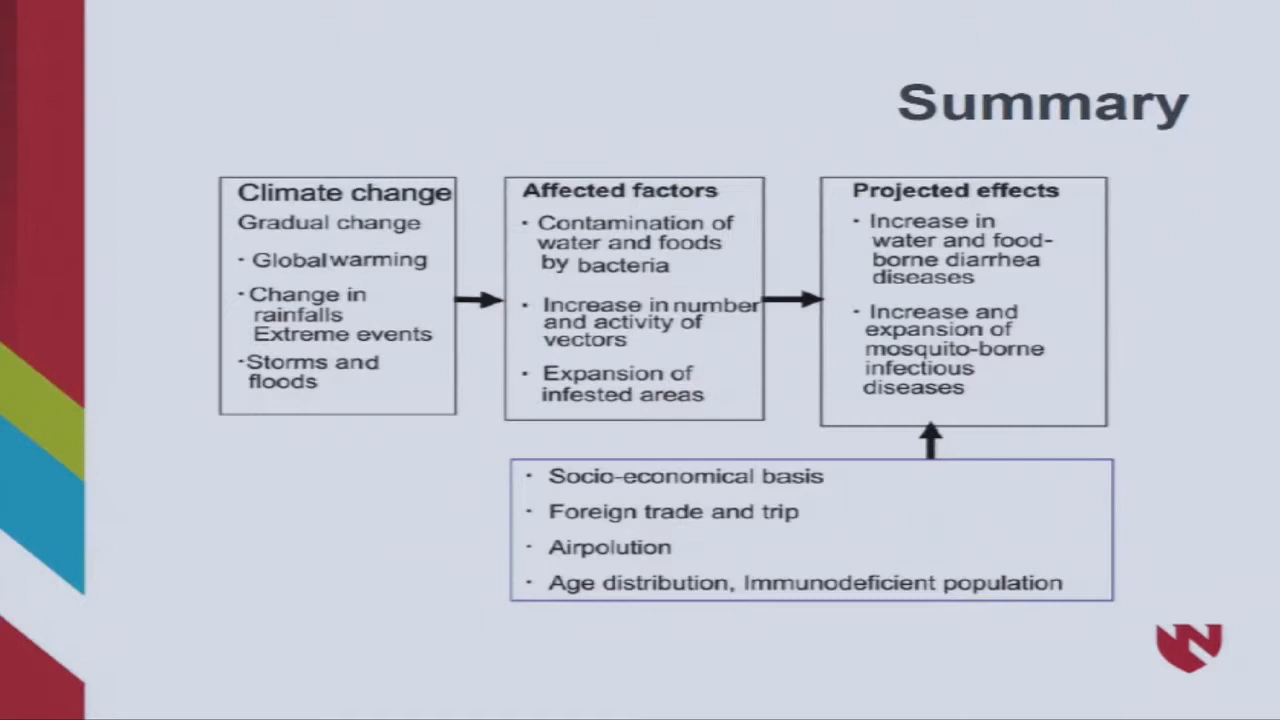 Summary
Climate change
Gradual change
· Global warming
· Change in
rainfalls
Extreme events
· Storms and
floods
Affected factors
· Contamination of
water and foods
by bacteria
· Increase in number
and activity of
vectors
· Expansion of
infested areas
Projected effects
· Increase in
water and food-
borne diarrhea
diseases
· Increase and
expansion of
mosquito-borne
infectious
diseases
· Socio-economical basis
· Foreign trade and trip
· Airpolution
· Age distribution, Immunodeficient population